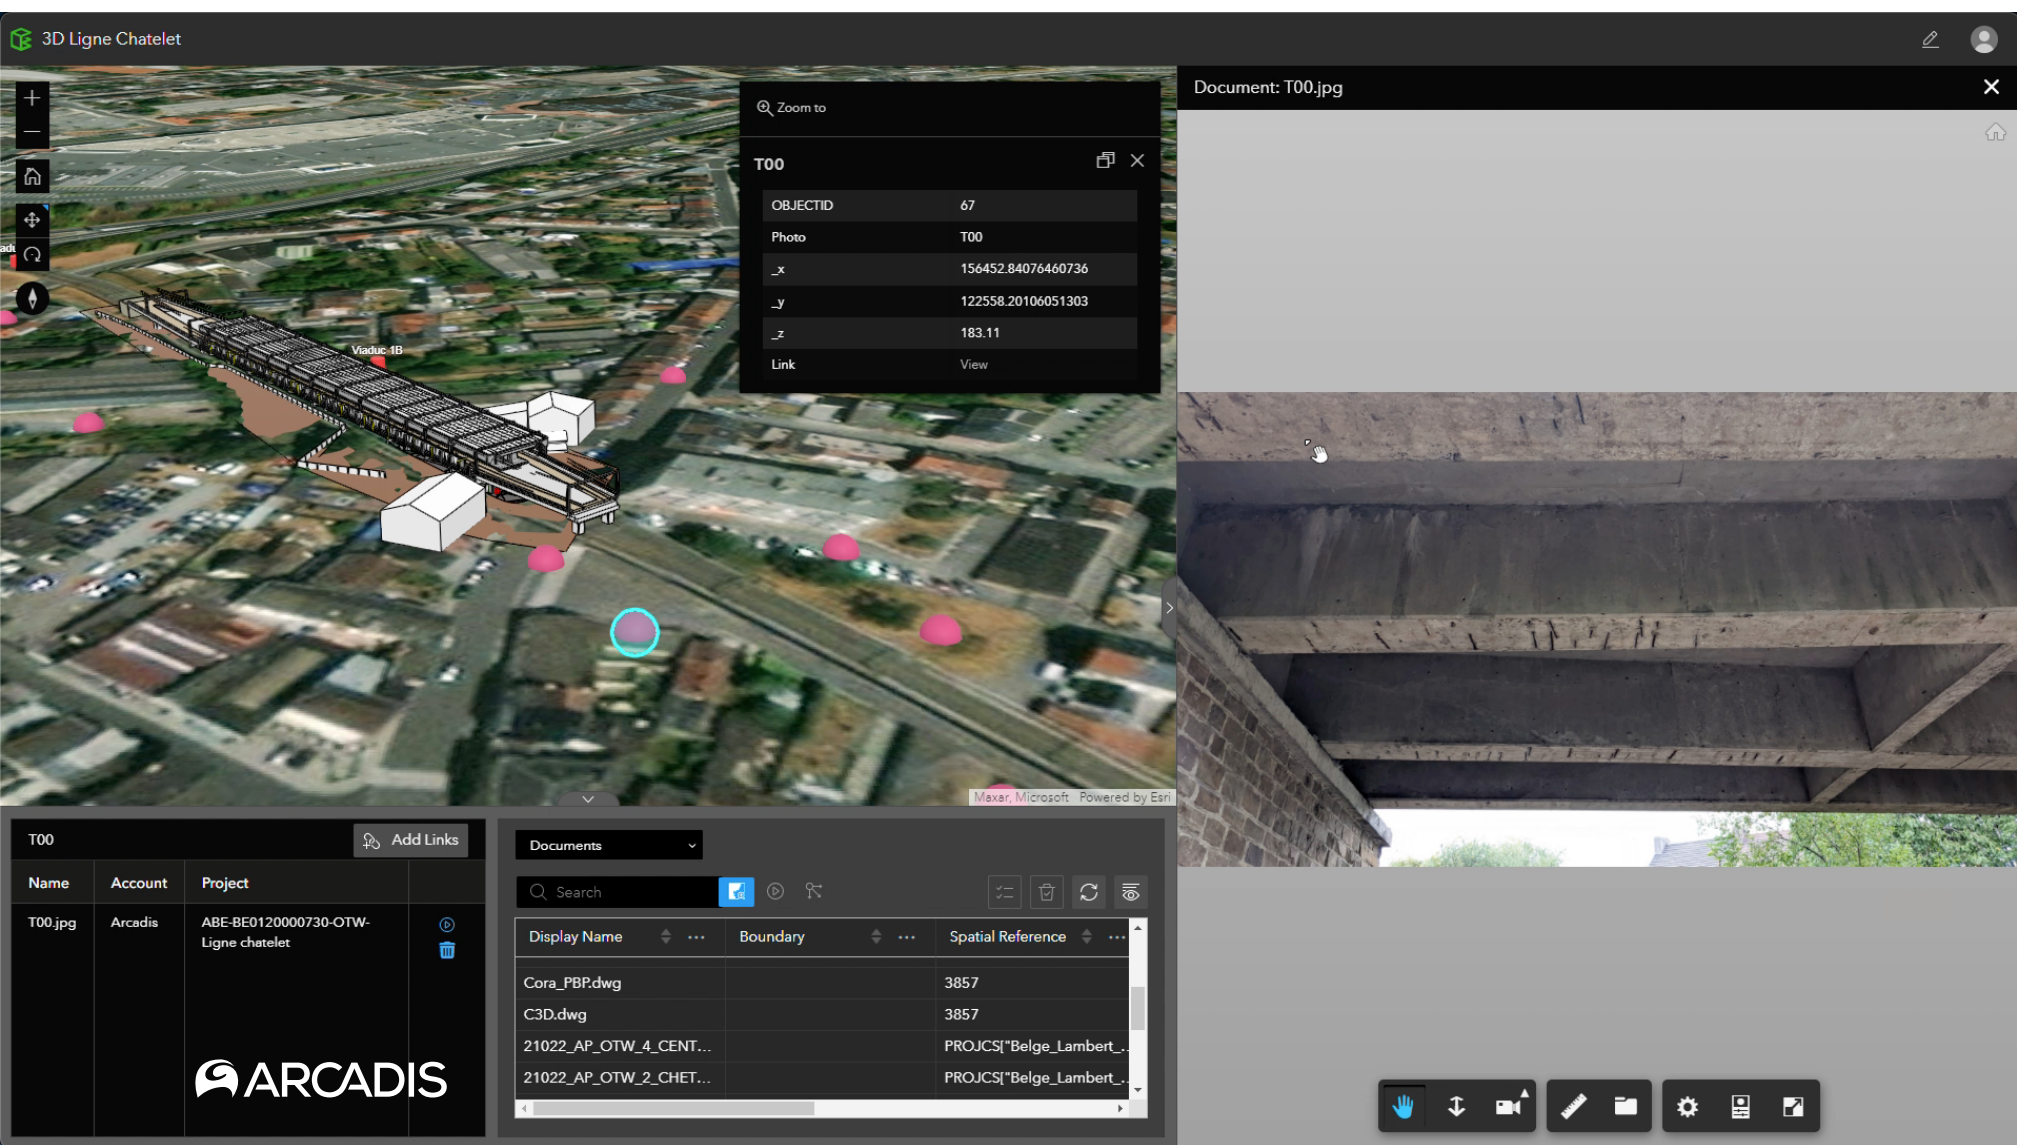 3D Ligne Chatelet
Zoom to
T00
OBJECTID 67
Photo T00
_x 156452.84076460736
_y 122558.20106051303
_z 183.11
Link View
Viaduc 1B
Maxar, Microsoft Powered by Esri
Document: T00.jpg
T00
Add Links
Name Account Project
T00.jpg Arcadis ABE-BE0120000730-OTW-
Ligne chatelet
ARCADIS
Documents
Search
Display Name Boundary Spatial Reference
Cora_PBP.dwg 3857
C3D.dwg 3857
21022_AP_OTW_4_CENT... PROJCS["Belge_Lambert_...
21022_AP_OTW_2_CHET... PROJCS["Belge_Lambert_...